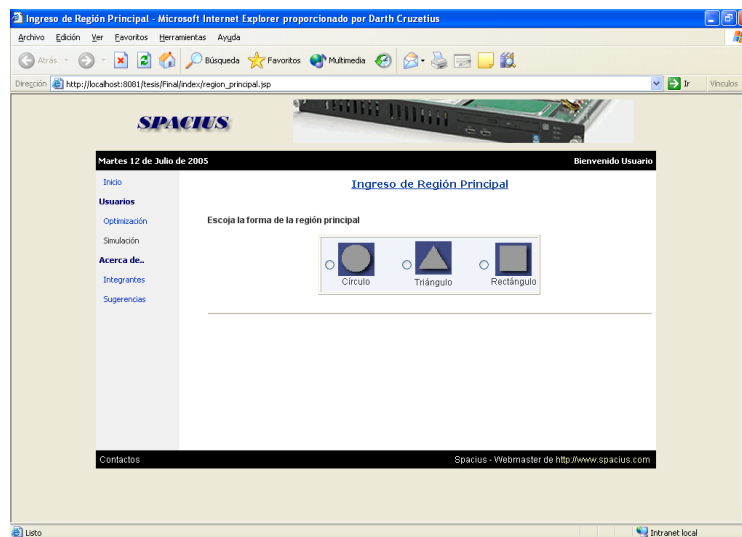 Ingreso de Región Principal - Microsoft Internet Explorer proporcionado por Darth Cruzetius
Archivo Edición Ver Favoritos Herramientas Ayuda
Atrás Búsqueda Favoritos Multimedia
Dirección http://localhost:8081/tesis/Final/index/region_principal.jsp Ir Vínculos
SPACIUS
Martes 12 de Julio de 2005 Bienvenido Usuario
Inicio
Usuarios
Optimización
Simulación
Acerca de..
Integrantes
Sugerencias
Ingreso de Región Principal
Escoja la forma de la región principal
Círculo Triángulo Rectángulo
Contactos Spacius - Webmaster de http://www.spacius.com
Listo Intranet local